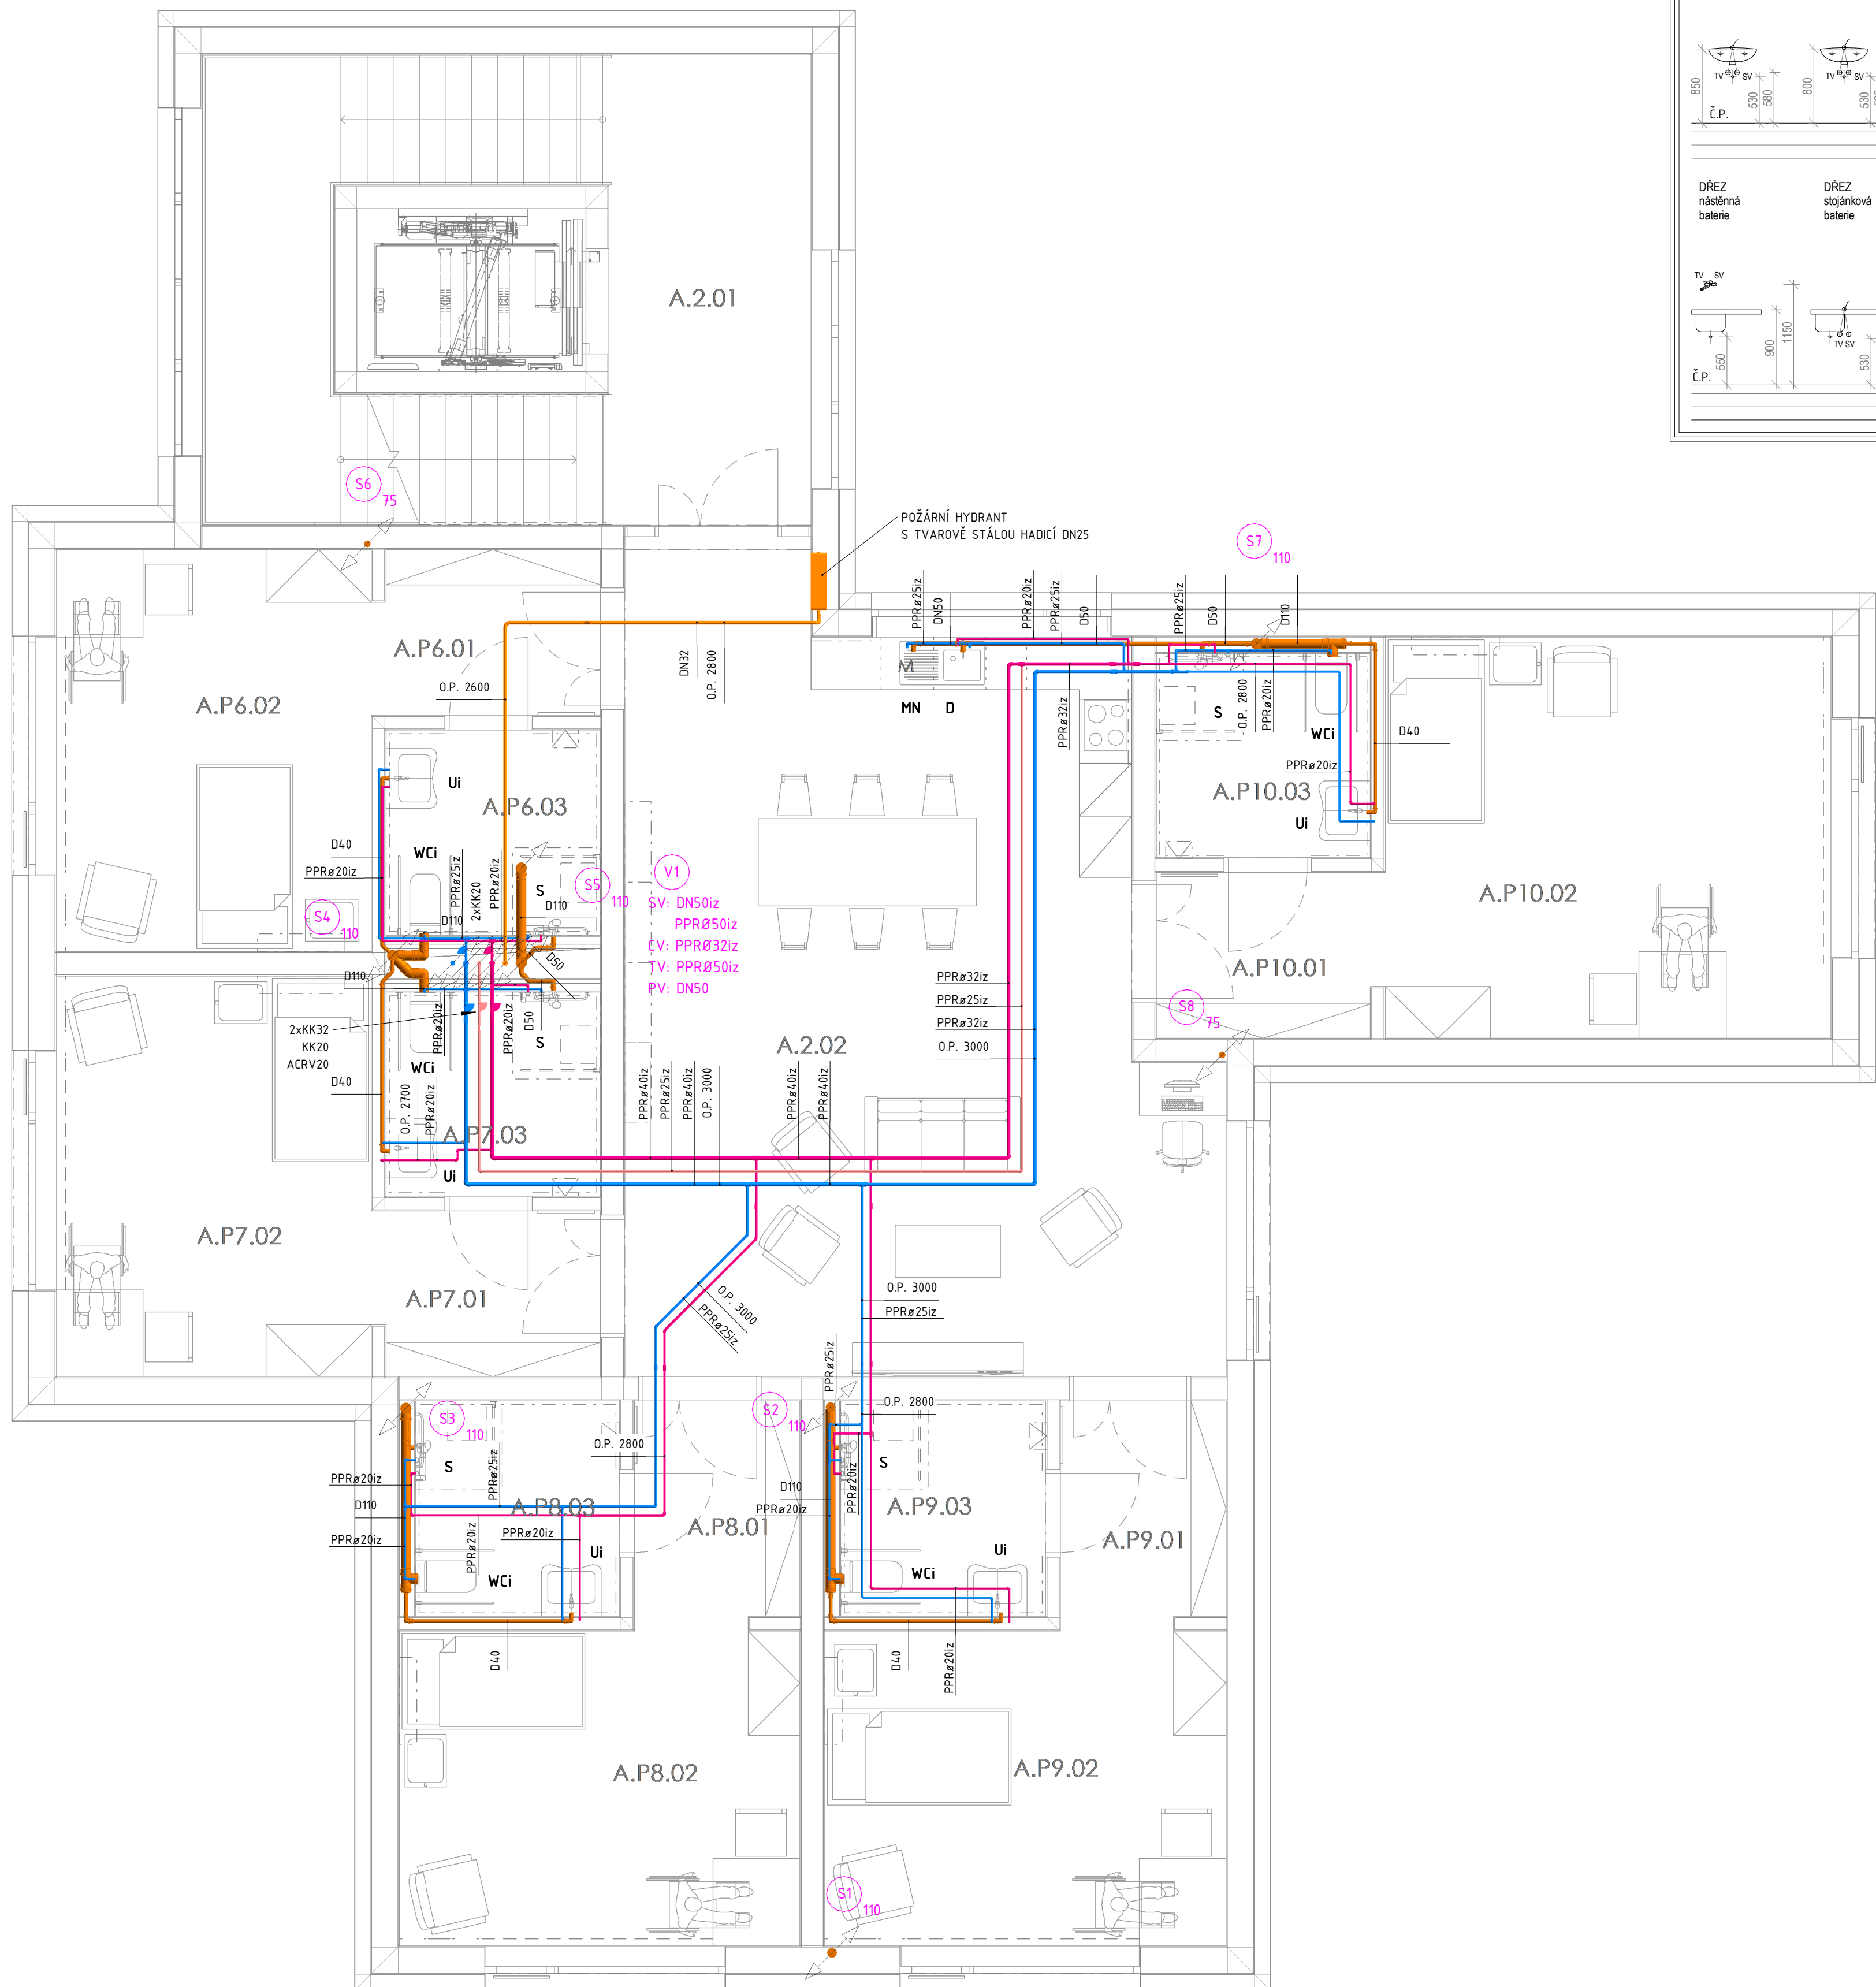 850
TV
SV
530
580
Č.P.
800
TV
SV
530
DŘEZ
nástěnná
baterie
DŘEZ
stojánková
baterie
TV SV
550
900
1150
TV SV
530
Č.P.
A.2.01
S6
75
POŽÁRNÍ HYDRANT
S TVAROVĚ STÁLOU HADICÍ DN25
S7
110
PPRø25iz
DN50
PPRø20iz
PPRø25iz
D50
PPRø25iz
D50
D110
A.P6.01
O.P. 2600
DN32
O.P. 2800
A.P6.02
M
MN
D
PPRø32iz
S
O.P. 2800
PPRø20iz
WCi
D40
PPRø20iz
A.P10.03
Ui
Ui
A.P6.03
D40
PPRø20iz
WCi
PPRø25iz
2xKK20
PPRø20iz
S
D110
D110
S5
110
S4
110
V1
SV: DN50iz
PPRØ50iz
CV: PPRØ32iz
TV: PPRØ50iz
PV: DN50
A.P10.02
A.P10.01
D50
D110
PPRø20iz
PPRø20iz
D50
S
2xKK32
KK20
ACRV20
D40
WCi
O.P. 2700
PPRø20iz
A.P7.03
Ui
PPRø32iz
PPRø25iz
PPRø32iz
O.P. 3000
S8
75
A.2.02
PPRø40iz
PPRø25iz
PPRø40iz
O.P. 3000
PPRø40iz
PPRø40iz
A.P7.02
A.P7.01
O.P. 3000
PPRø25iz
O.P. 3000
PPRø25iz
PPRø25iz
O.P. 2800
S3
110
S2
110
O.P. 2800
S
PPRø25iz
PPRø20iz
D110
PPRø20iz
A.P8.03
PPRø20iz
PPRø20iz
Ui
WCi
A.P8.01
S
D110
PPRø20iz
PPRø20iz
A.P9.03
A.P9.01
Ui
WCi
D40
D40
PPRø20iz
A.P8.02
A.P9.02
S1
110